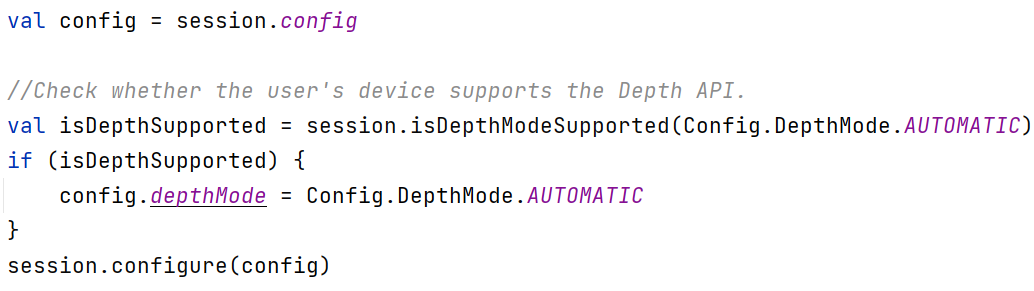 val config = session.config
//Check whether the user's device supports the Depth API.
val isDepthSupported = session.isDepthModeSupported(Config.DepthMode.AUTOMATIC)
if (isDepthSupported) {
    config.depthMode = Config.DepthMode.AUTOMATIC
}
session.configure(config)